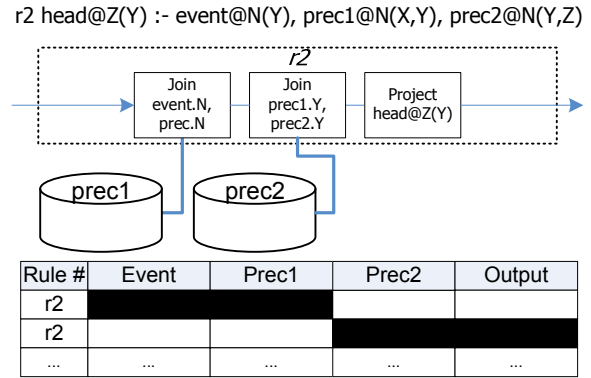 r2 head@Z(Y) :- event@N(Y), prec1@N(X,Y), prec2@N(Y,Z)
r2
Join
event.N,
prec.N
Join
prec1.Y,
prec2.Y
Project
head@Z(Y)
prec1
prec2
Rule # Event Prec1 Prec2 Output
r2
r2
... ... ... ... ...